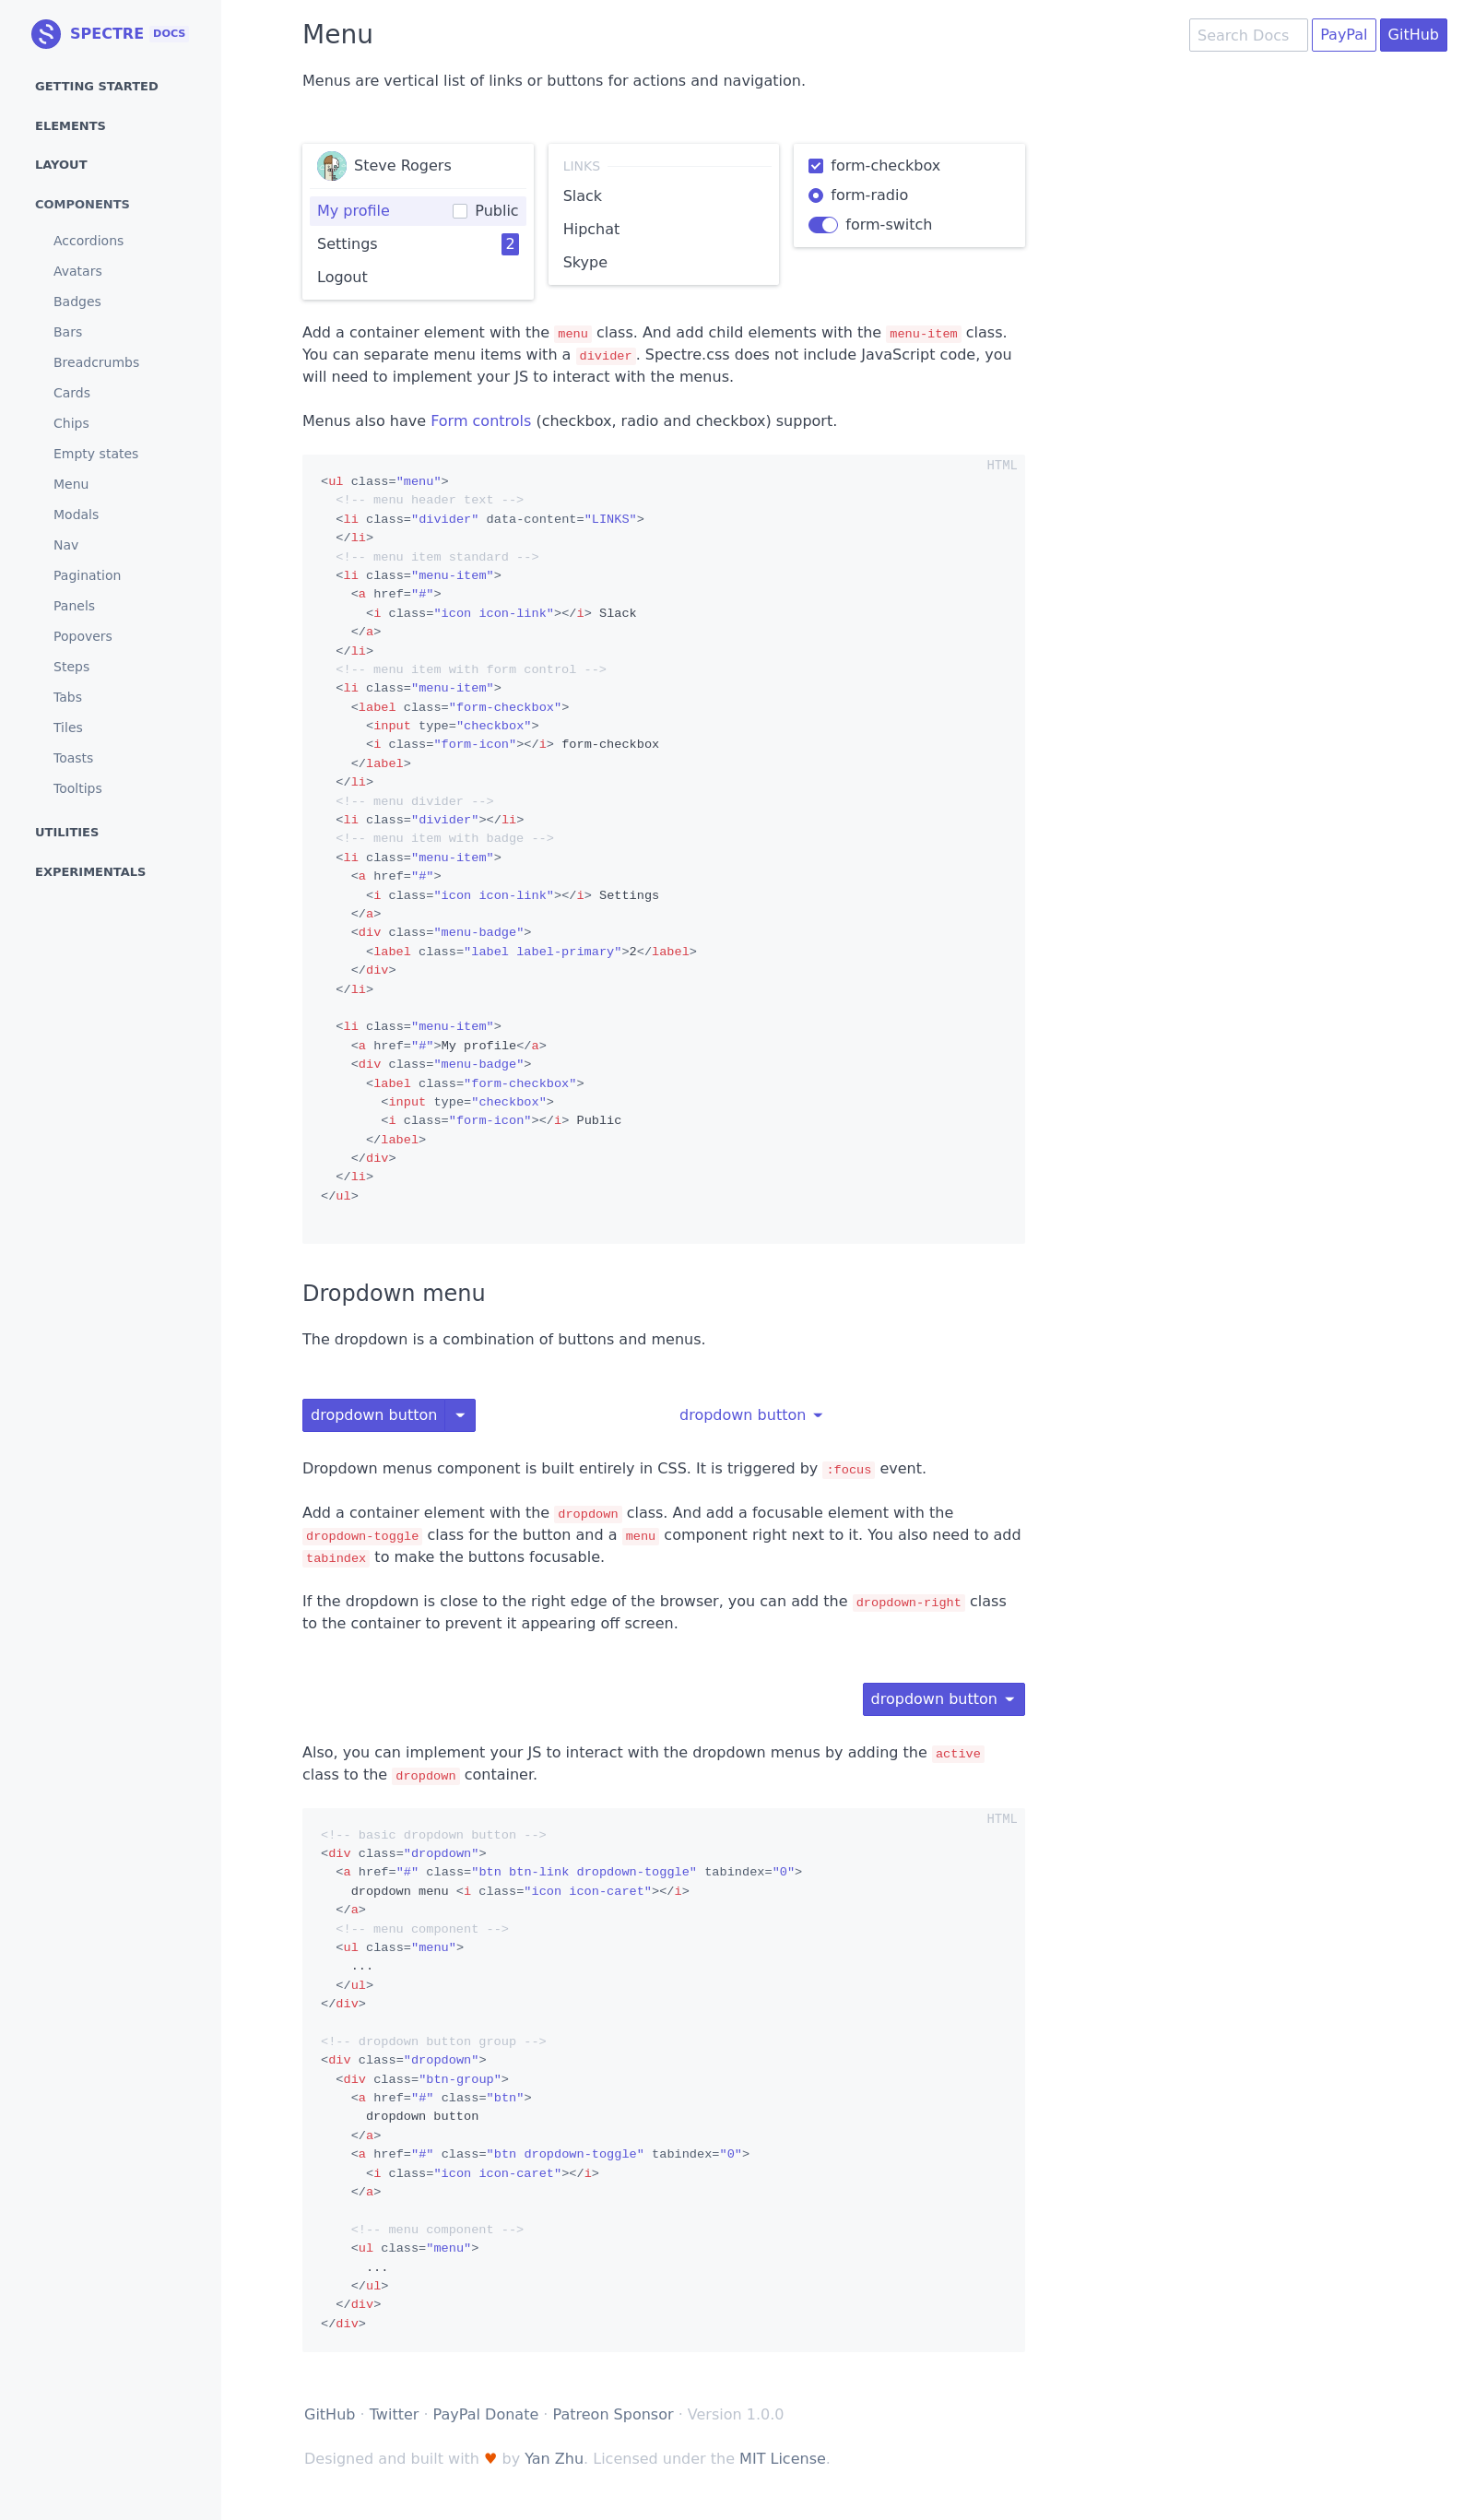 SPECTRE DOCS
GETTING STARTED
ELEMENTS
LAYOUT
COMPONENTS
Accordions
Avatars
Badges
Bars
Breadcrumbs
Cards
Chips
Empty states
Menu
Modals
Nav
Pagination
Panels
Popovers
Steps
Tabs
Tiles
Toasts
Tooltips
UTILITIES
EXPERIMENTALS
Menu
Search Docs PayPal GitHub
Menus are vertical list of links or buttons for actions and navigation.
Steve Rogers
My profile Public
Settings 2
Logout
LINKS
Slack
Hipchat
Skype
form-checkbox
form-radio
form-switch
Add a container element with the menu class. And add child elements with the menu-item class.
You can separate menu items with a divider. Spectre.css does not include JavaScript code, you
will need to implement your JS to interact with the menus.
Menus also have Form controls (checkbox, radio and checkbox) support.
HTML
<ul class="menu">
  <!-- menu header text -->
  <li class="divider" data-content="LINKS">
  </li>
  <!-- menu item standard -->
  <li class="menu-item">
    <a href="#">
      <i class="icon icon-link"></i> Slack
    </a>
  </li>
  <!-- menu item with form control -->
  <li class="menu-item">
    <label class="form-checkbox">
      <input type="checkbox">
      <i class="form-icon"></i> form-checkbox
    </label>
  </li>
  <!-- menu divider -->
  <li class="divider"></li>
  <!-- menu item with badge -->
  <li class="menu-item">
    <a href="#">
      <i class="icon icon-link"></i> Settings
    </a>
    <div class="menu-badge">
      <label class="label label-primary">2</label>
    </div>
  </li>
  <li class="menu-item">
    <a href="#">My profile</a>
    <div class="menu-badge">
      <label class="form-checkbox">
        <input type="checkbox">
        <i class="form-icon"></i> Public
      </label>
    </div>
  </li>
</ul>
Dropdown menu
The dropdown is a combination of buttons and menus.
dropdown button dropdown button
Dropdown menus component is built entirely in CSS. It is triggered by :focus event.
Add a container element with the dropdown class. And add a focusable element with the
dropdown-toggle class for the button and a menu component right next to it. You also need to add
tabindex to make the buttons focusable.
If the dropdown is close to the right edge of the browser, you can add the dropdown-right class
to the container to prevent it appearing off screen.
dropdown button
Also, you can implement your JS to interact with the dropdown menus by adding the active
class to the dropdown container.
HTML
<!-- basic dropdown button -->
<div class="dropdown">
  <a href="#" class="btn btn-link dropdown-toggle" tabindex="0">
    dropdown menu <i class="icon icon-caret"></i>
  </a>
  <!-- menu component -->
  <ul class="menu">
    ...
  </ul>
</div>
<!-- dropdown button group -->
<div class="dropdown">
  <div class="btn-group">
    <a href="#" class="btn">
      dropdown button
    </a>
    <a href="#" class="btn dropdown-toggle" tabindex="0">
      <i class="icon icon-caret"></i>
    </a>
    <!-- menu component -->
    <ul class="menu">
      ...
    </ul>
  </div>
</div>
GitHub · Twitter · PayPal Donate · Patreon Sponsor · Version 1.0.0
Designed and built with ♥ by Yan Zhu. Licensed under the MIT License.